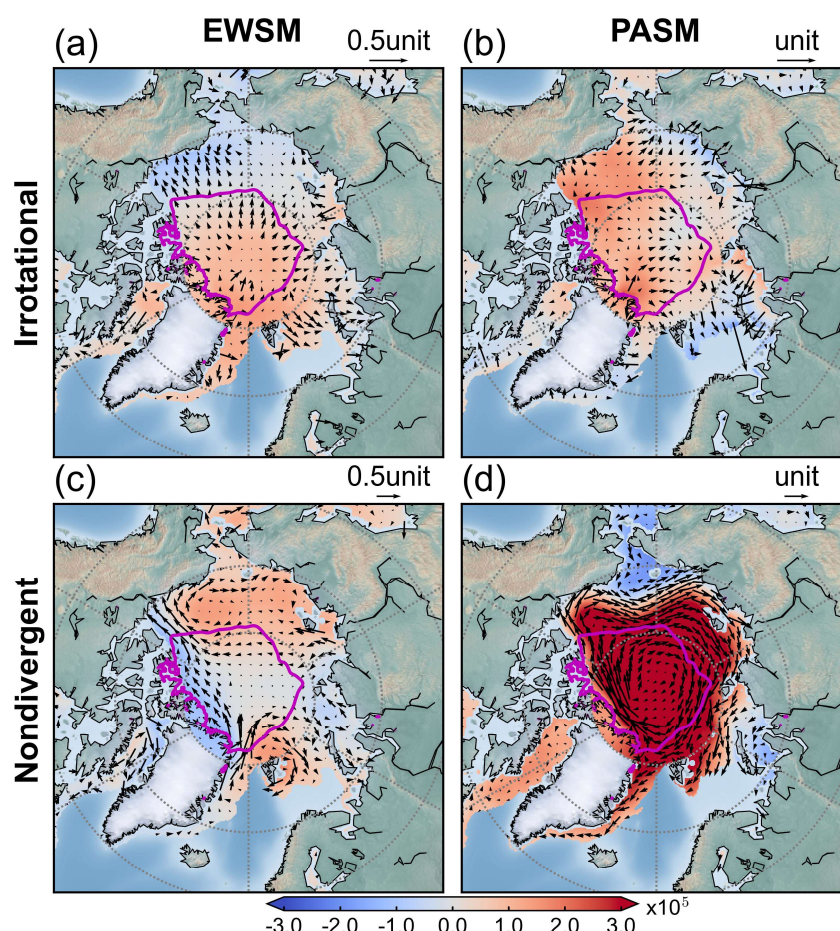 EWSM
PASM
(a)
0.5unit
(b)
unit
Irrotational
(c)
0.5unit
(d)
unit
Nondivergent
x10⁵
-3.0 -2.0 -1.0 0.0 1.0 2.0 3.0